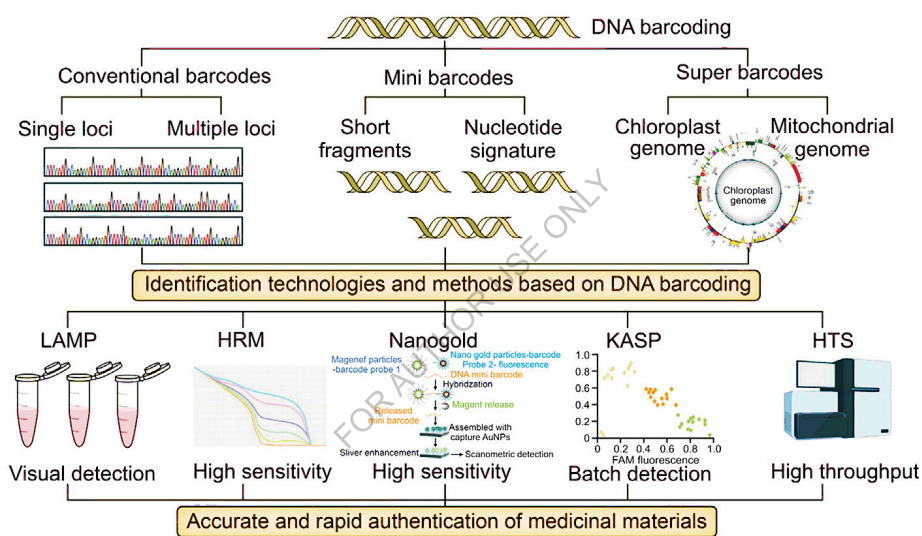 DNA barcoding
Conventional barcodes
Mini barcodes
Super barcodes
Single loci
Multiple loci
Short
fragments
Nucleotide
signature
Chloroplast
genome
Mitochondrial
genome
Chloroplast
genome
FOR AUTHOR USE ONLY
Identification technologies and methods based on DNA barcoding
LAMP
HRM
Nanogold
KASP
HTS
Magenef particles
-barcode probe 1
Nano gold particles-barcode
Probe 2- fluorescence
DNA mini barcode
Hybridzation
Magent release
Released
mini barcode
Assembled with
capture AuNPs
Sliver enhancement
Scanometric detection
1.0
0.8
0.6
0.4
0.2
0
0 0.2 0.4 0.6 0.8 1.0
FAM fluorescence
Visual detection
High sensitivity
High sensitivity
Batch detection
High throughput
Accurate and rapid authentication of medicinal materials